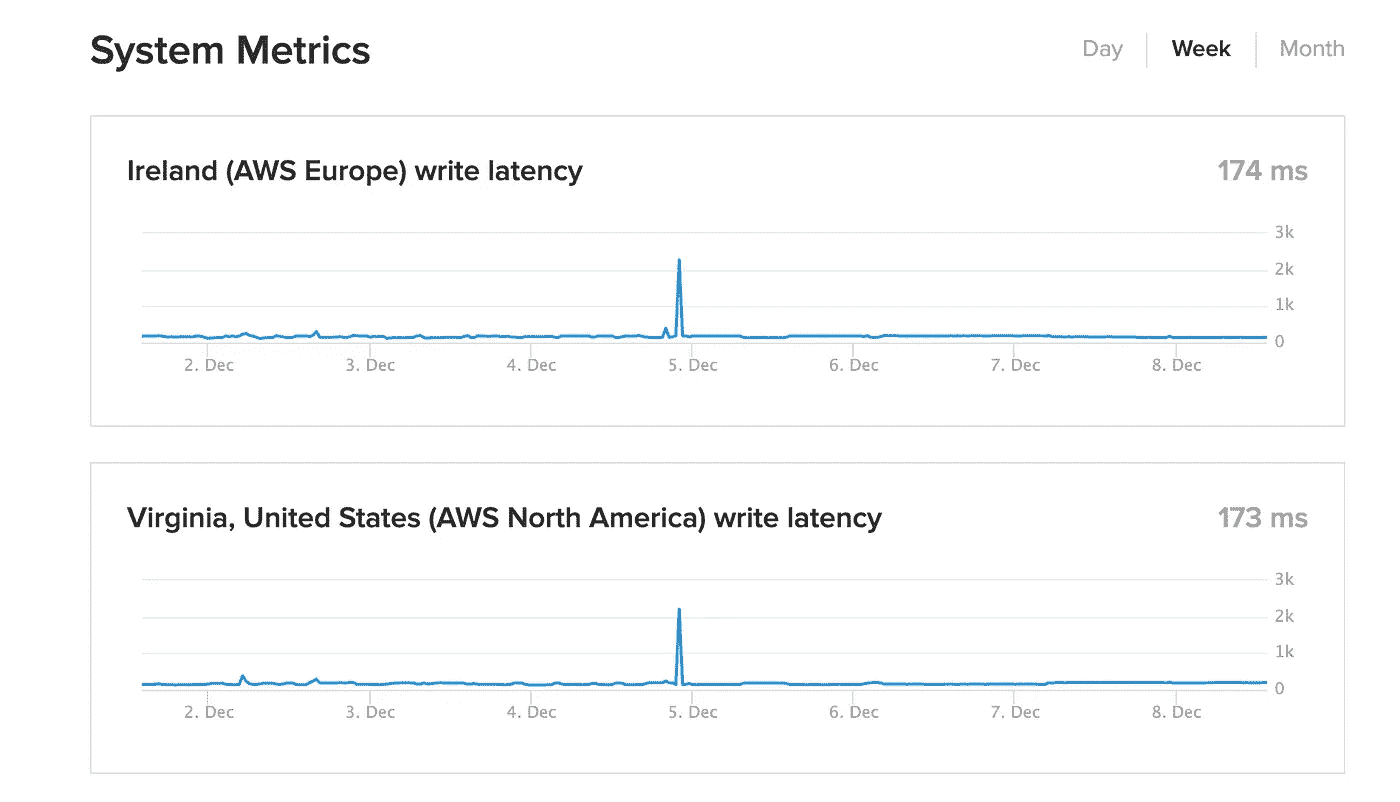 System Metrics
Day Week Month
Ireland (AWS Europe) write latency
174 ms
3k
2k
1k
0
2. Dec 3. Dec 4. Dec 5. Dec 6. Dec 7. Dec 8. Dec
Virginia, United States (AWS North America) write latency
173 ms
3k
2k
1k
0
2. Dec 3. Dec 4. Dec 5. Dec 6. Dec 7. Dec 8. Dec